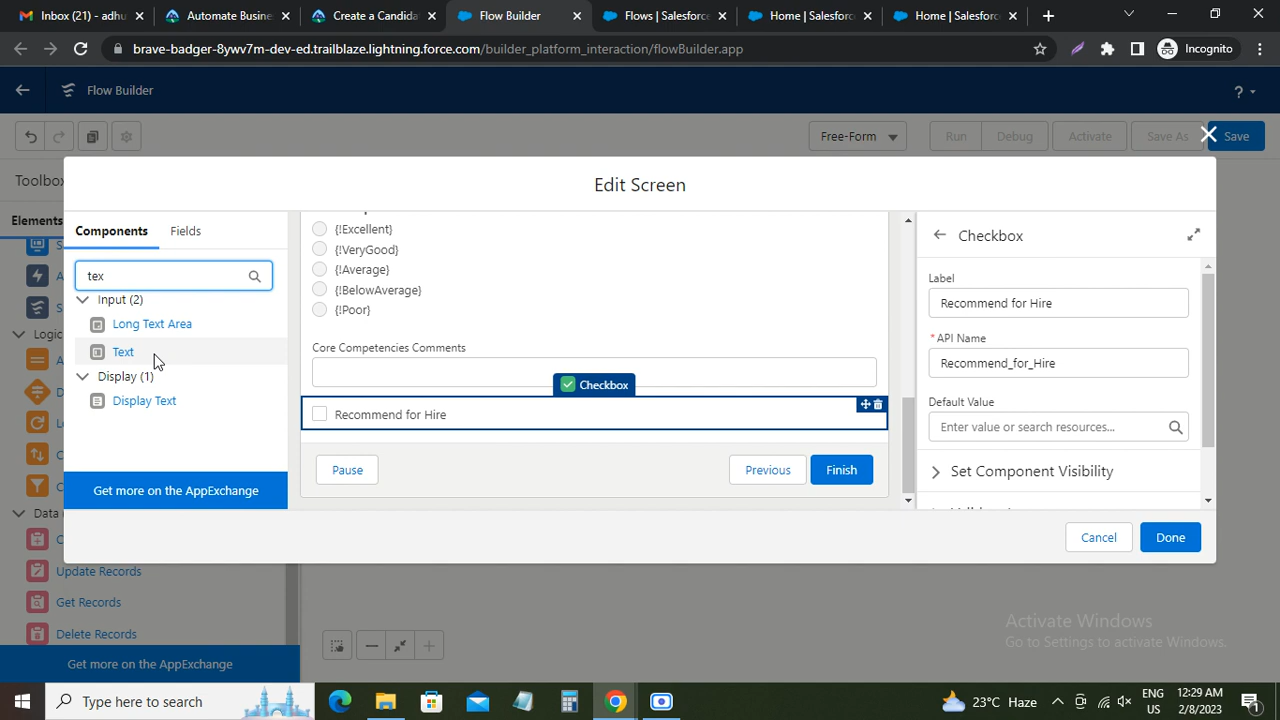 Inbox (21) - adhu
Automate Busine
Create a Candida
Flow Builder
Flows | Salesforc
Home | Salesforc
Home | Salesforc
brave-badger-8ywv7m-dev-ed.trailblaze.lightning.force.com/builder_platform_interaction/flowBuilder.app
Incognito
Flow Builder
?
Free-Form
Run
Debug
Activate
Save As
Save
Toolbox
Edit Screen
Elements
Components
Fields
tex
Input (2)
Long Text Area
Text
Display (1)
Display Text
Get more on the AppExchange
Logic
Data
Update Records
Get Records
Delete Records
Get more on the AppExchange
{!Excellent}
{!VeryGood}
{!Average}
{!BelowAverage}
{!Poor}
Core Competencies Comments
Checkbox
Recommend for Hire
Pause
Previous
Finish
Checkbox
Label
Recommend for Hire
* API Name
Recommend_for_Hire
Default Value
Enter value or search resources...
Set Component Visibility
Cancel
Done
Activate Windows
Go to Settings to activate Windows.
Type here to search
23°C Haze
ENG
US
12:29 AM
2/8/2023
1